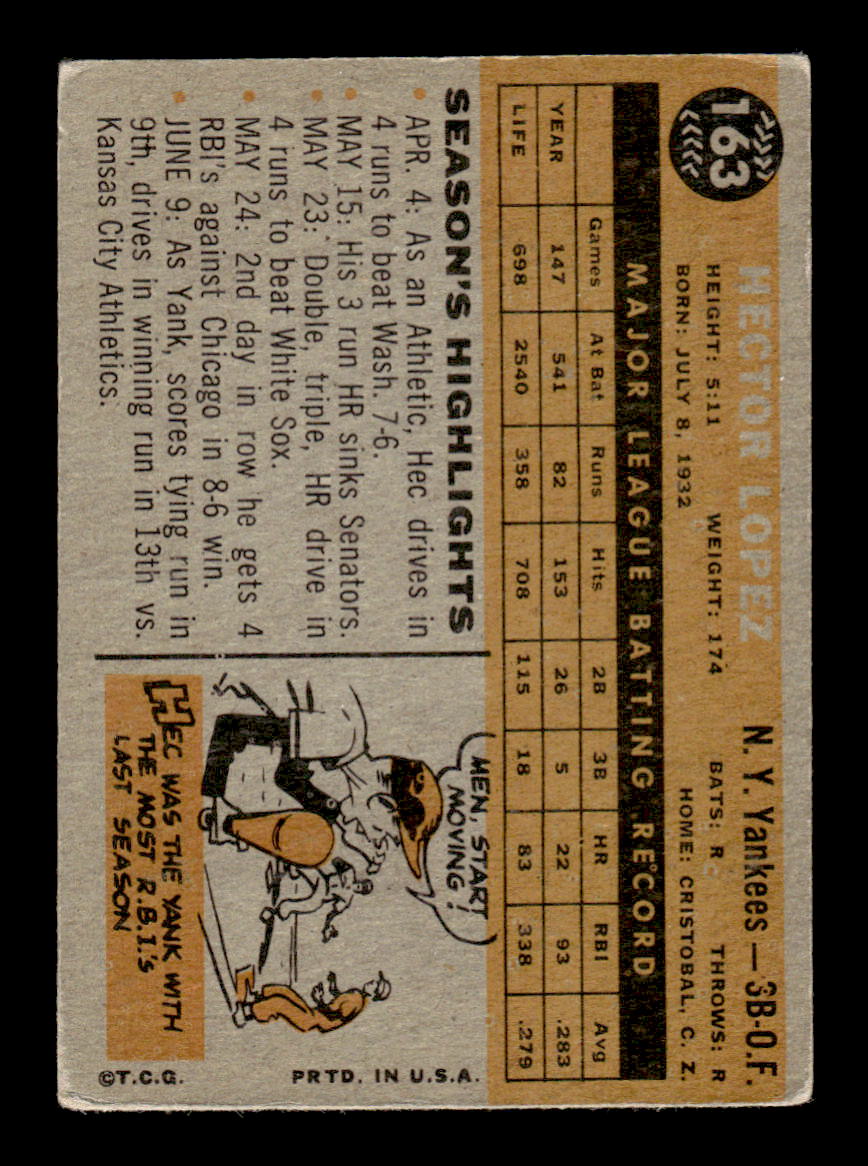 163
HECTOR LOPEZ
N. Y. Yankees — 3B-O.F.
HEIGHT: 5:11 WEIGHT: 174 BATS: R THROWS: R
BORN: JULY 8, 1932 HOME: CRISTOBAL, C. Z.
MAJOR LEAGUE BATTING RECORD
Games At Bat Runs Hits 2B 3B HR RBI Avg
YEAR 147 541 82 153 26 5 22 93 .283
LIFE 698 2540 358 708 115 18 83 338 .279
SEASON'S HIGHLIGHTS
• APR. 4: As an Athletic, Hec drives in
4 runs to beat Wash. 7-6.
• MAY 15: His 3 run HR sinks Senators.
• MAY 23: Double, triple, HR drive in
4 runs to beat White Sox.
• MAY 24: 2nd day in row he gets 4
RBI's against Chicago in 8-6 win.
• JUNE 9: As Yank, scores tying run in
9th, drives in winning run in 13th vs.
Kansas City Athletics.
MEN, START
MOVING!
HEC WAS THE YANK WITH
THE MOST R.B.I.'s
LAST SEASON
©T.C.G. PRTD. IN U.S.A.